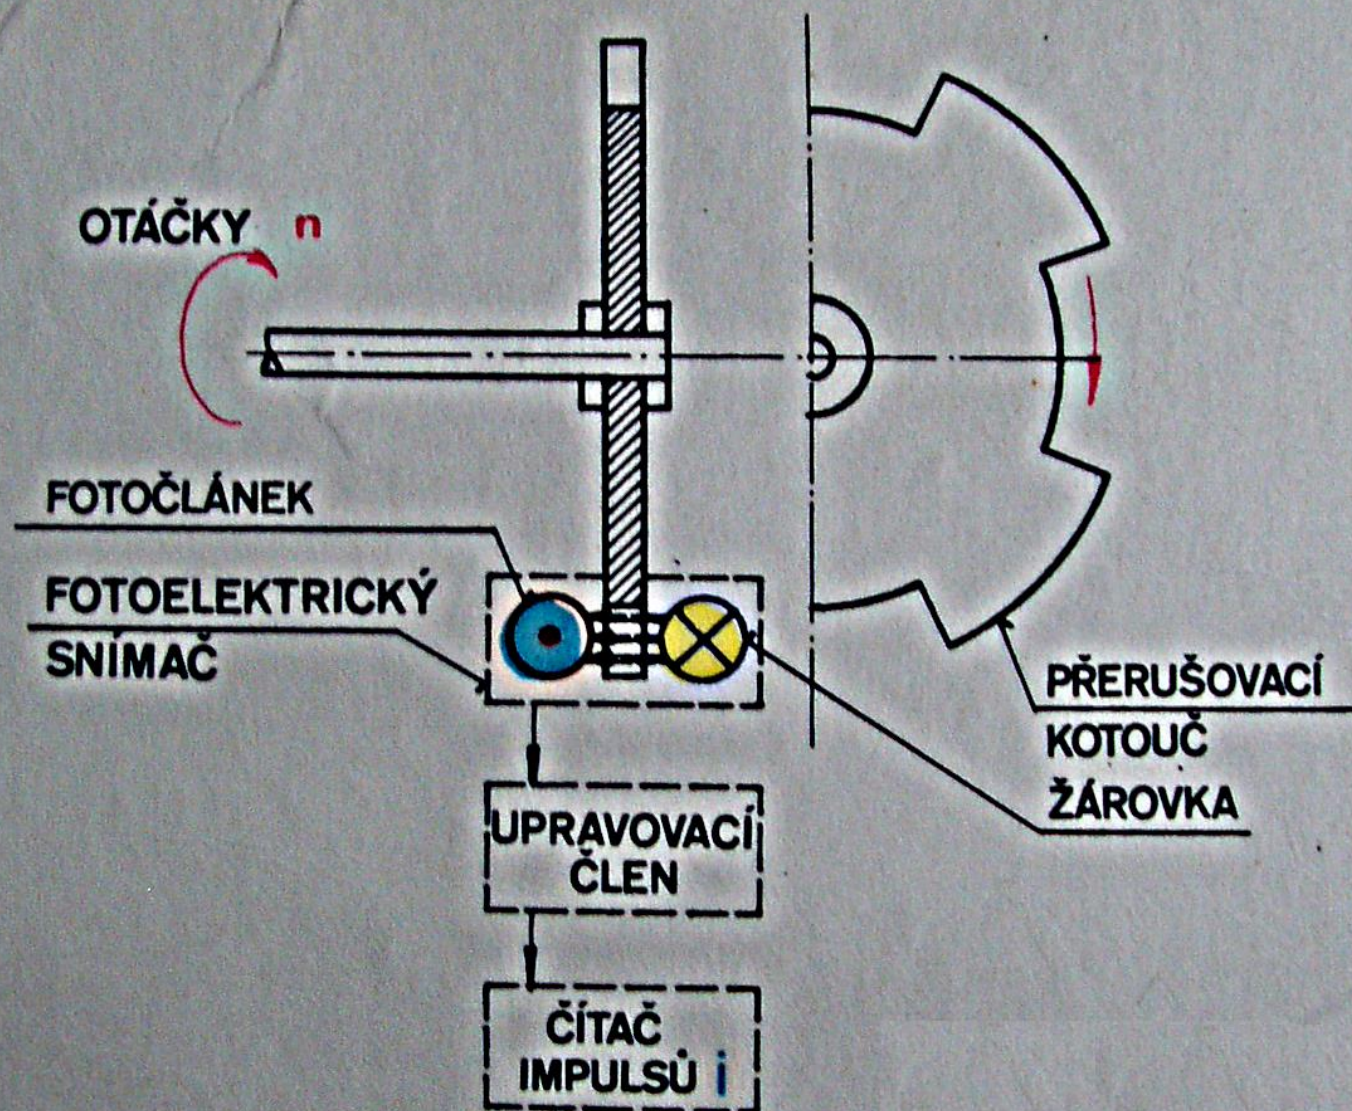 OTÁČKY n
FOTOČLÁNEK
FOTOELEKTRICKÝ
SNÍMAČ
PŘERUŠOVACÍ
KOTOUČ
ŽÁROVKA
UPRAVOVACÍ
ČLEN
ČÍTAČ
IMPULSŮ i